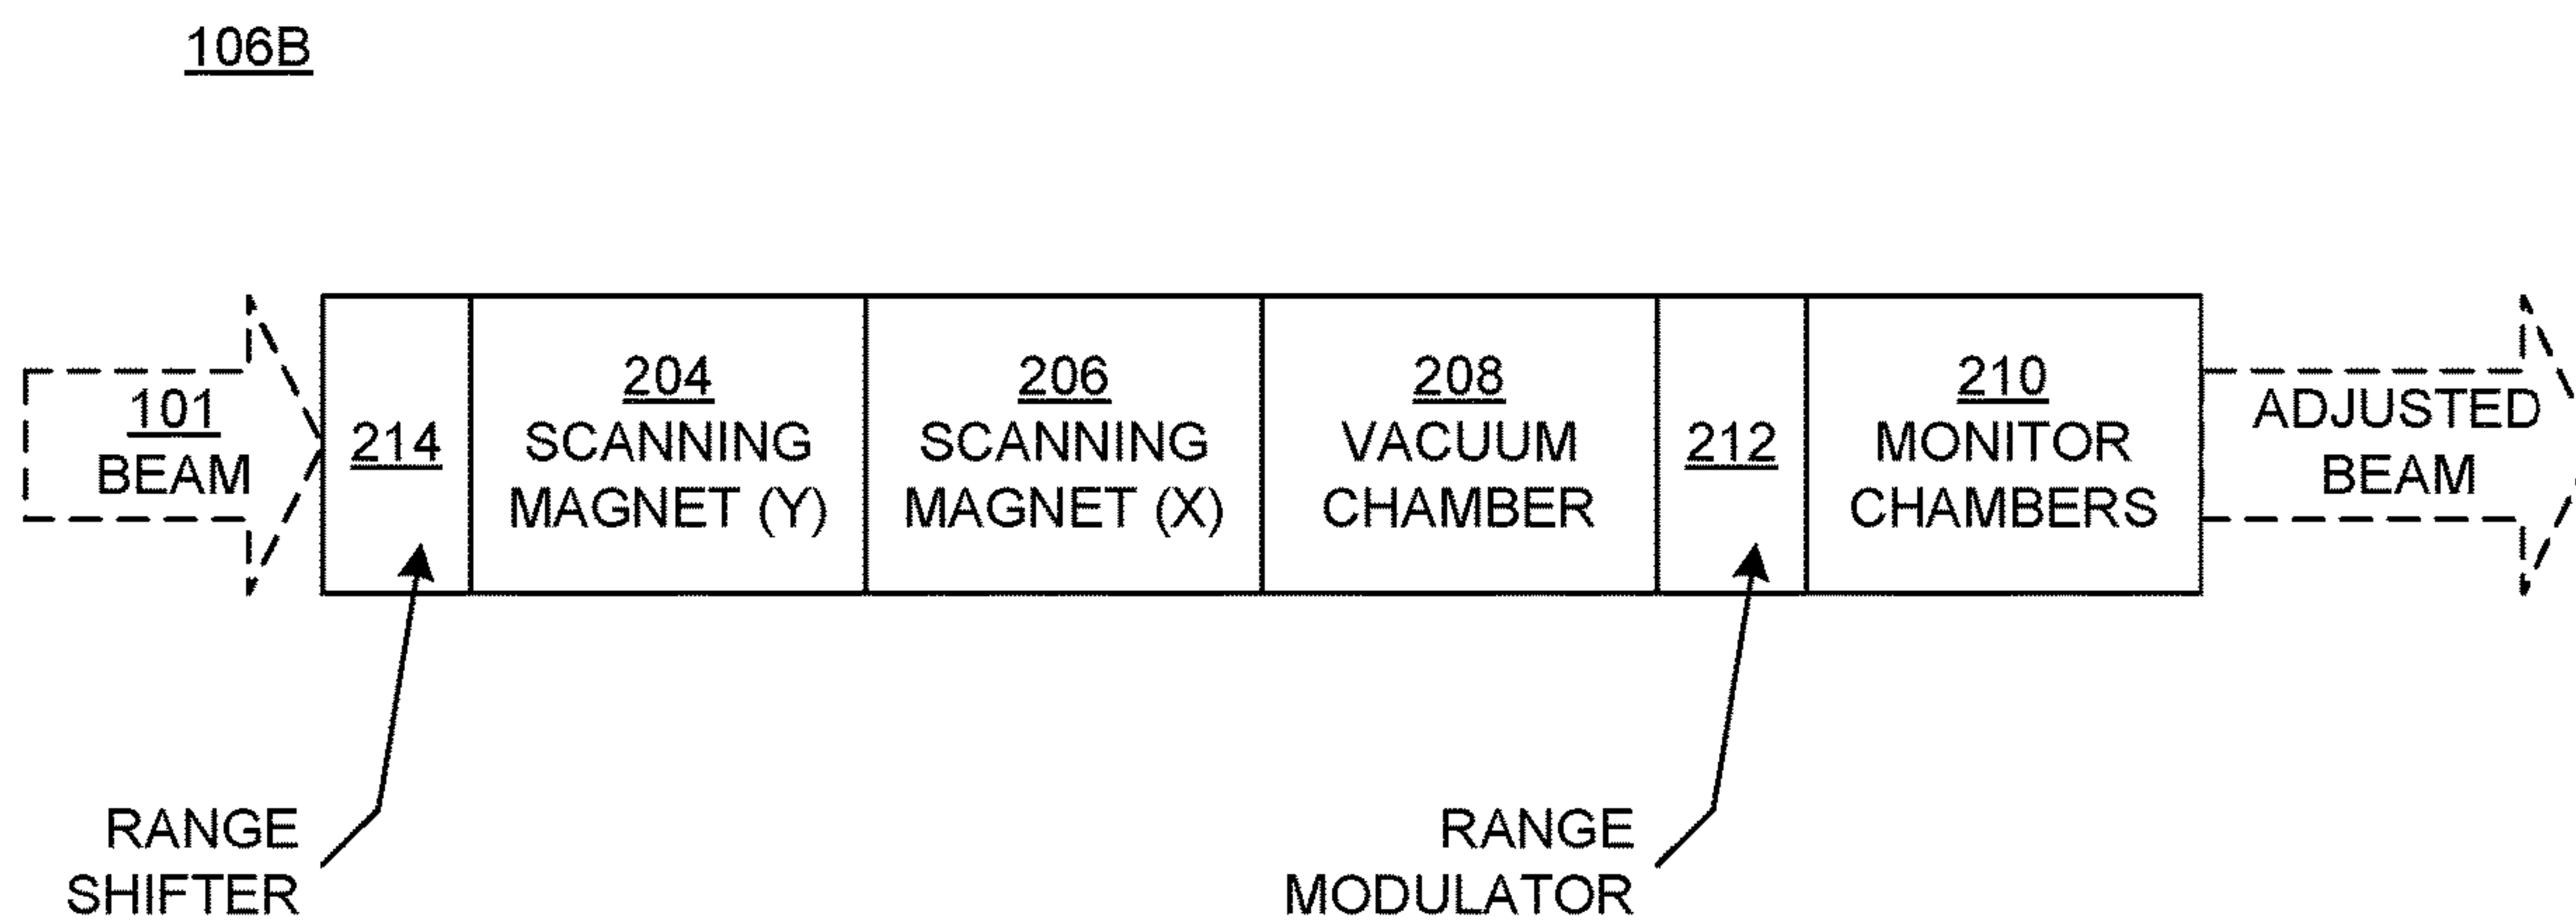 106B
101
BEAM
214
204
SCANNING
MAGNET (Y)
206
SCANNING
MAGNET (X)
208
VACUUM
CHAMBER
212
210
MONITOR
CHAMBERS
ADJUSTED
BEAM
RANGE
SHIFTER
RANGE
MODULATOR